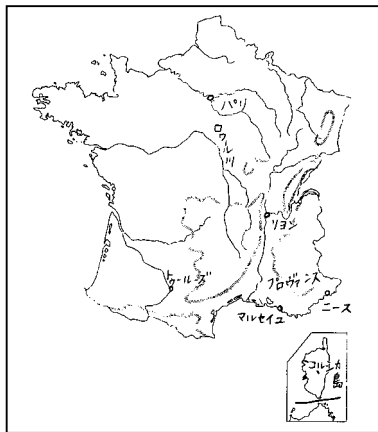 パリ
ロワール川
リヨン
トゥールーズ
プロヴァンス
ニース
マルセイユ
コルシカ島